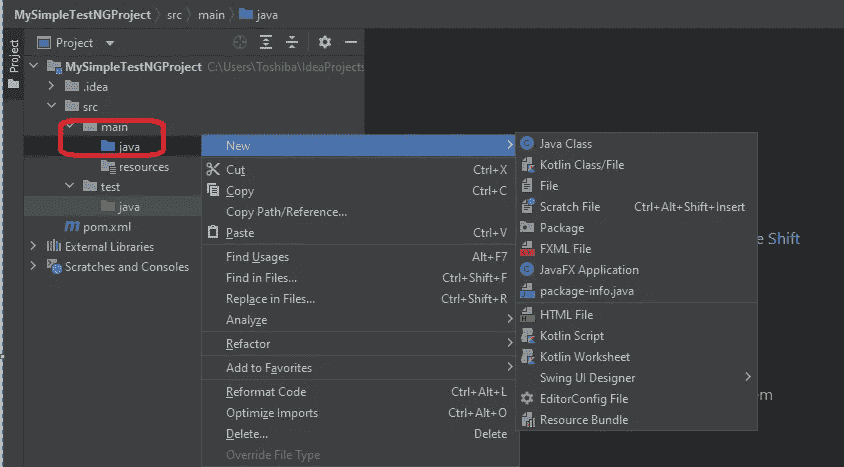 MySimpleTestNGProject src main java
Project
Project
MySimpleTestNGProject C:\Users\Toshiba\IdeaProjects
.idea
src
main
java
resources
test
java
pom.xml
External Libraries
Scratches and Consoles
New
Cut Ctrl+X
Copy Ctrl+C
Copy Path/Reference...
Paste Ctrl+V
Find Usages Alt+F7
Find in Files... Ctrl+Shift+F
Replace in Files... Ctrl+Shift+R
Analyze
Refactor
Add to Favorites
Reformat Code Ctrl+Alt+L
Optimize Imports Ctrl+Alt+O
Delete... Delete
Override File Type
Java Class
Kotlin Class/File
File
Scratch File Ctrl+Alt+Shift+Insert
Package
FXML File
JavaFX Application
package-info.java
HTML File
Kotlin Script
Kotlin Worksheet
Swing UI Designer
EditorConfig File
Resource Bundle
e Shift
em